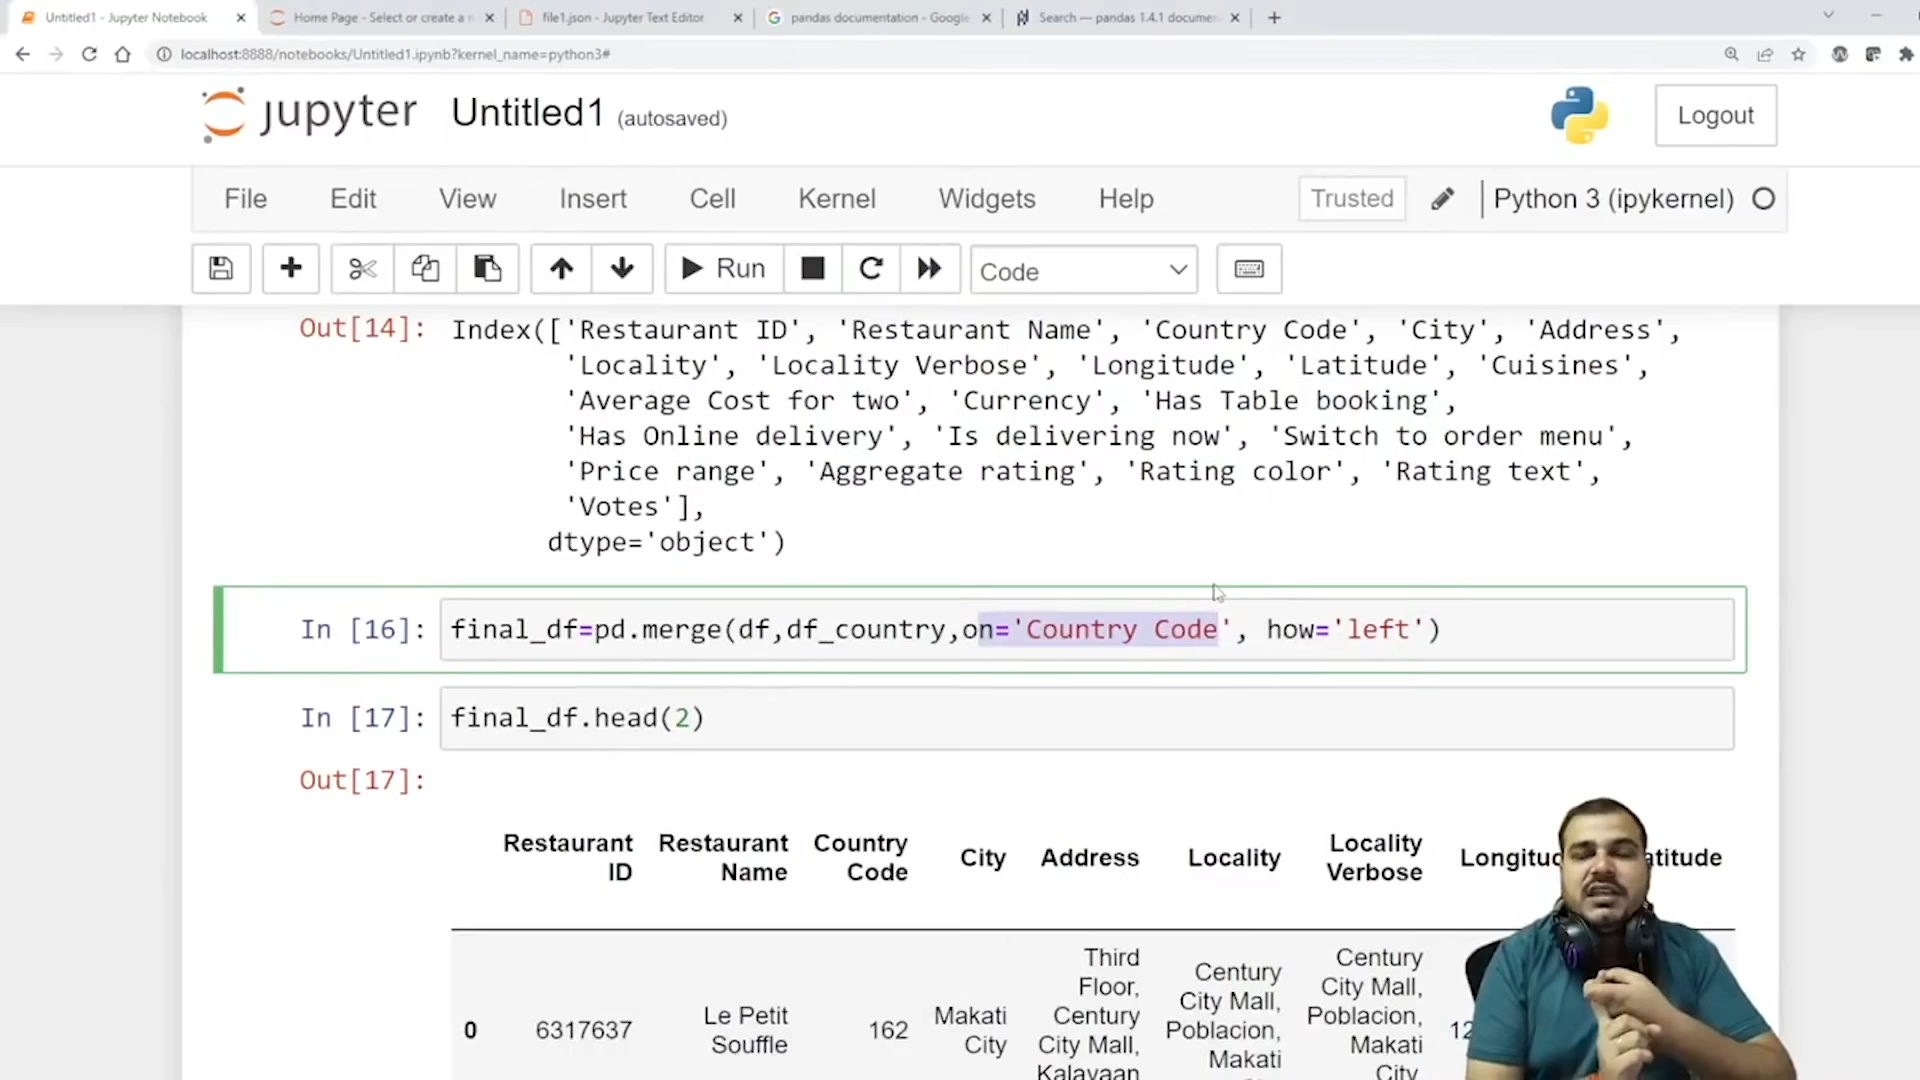 Untitled1 - Jupyter Notebook
Home Page - Select or create a n
file1.json - Jupyter Text Editor
pandas documentation - Google
Search — pandas 1.4.1 documen
localhost:8888/notebooks/Untitled1.ipynb?kernel_name=python3#
jupyter Untitled1 (autosaved)
Logout
File Edit View Insert Cell Kernel Widgets Help
Trusted
Python 3 (ipykernel)
Run
Code
Out[14]: Index(['Restaurant ID', 'Restaurant Name', 'Country Code', 'City', 'Address',
'Locality', 'Locality Verbose', 'Longitude', 'Latitude', 'Cuisines',
'Average Cost for two', 'Currency', 'Has Table booking',
'Has Online delivery', 'Is delivering now', 'Switch to order menu',
'Price range', 'Aggregate rating', 'Rating color', 'Rating text',
'Votes'],
dtype='object')
In [16]: final_df=pd.merge(df,df_country,on='Country Code', how='left')
In [17]: final_df.head(2)
Out[17]:
Restaurant ID
Restaurant Name
Country Code
City
Address
Locality
Locality Verbose
Longitud
atitude
0
6317637
Le Petit Souffle
162
Makati City
Third Floor, Century City Mall, Kalayaan
Century City Mall, Poblacion, Makati
Century City Mall, Poblacion, Makati City,
12